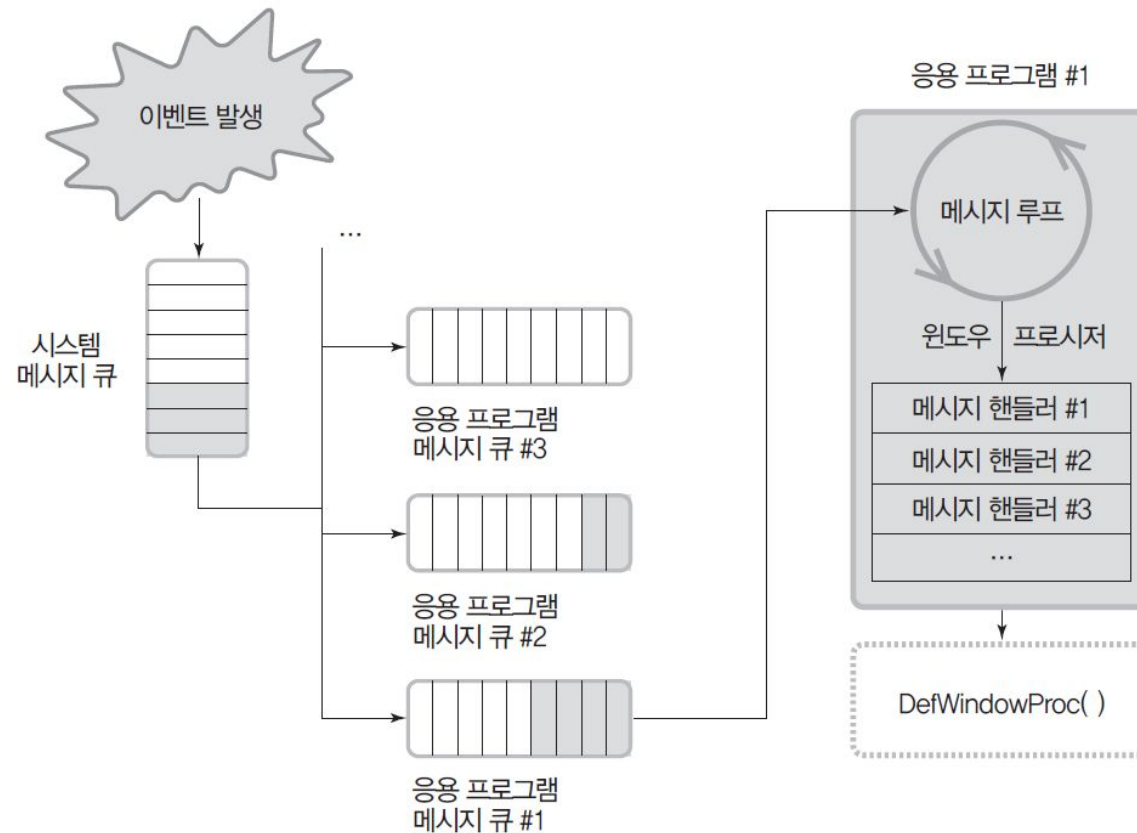 이벤트 발생
시스템
메시지 큐
...
응용 프로그램
메시지 큐 #3
응용 프로그램
메시지 큐 #2
응용 프로그램
메시지 큐 #1
응용 프로그램 #1
메시지 루프
윈도우 프로시저
메시지 핸들러 #1
메시지 핸들러 #2
메시지 핸들러 #3
...
DefWindowProc( )